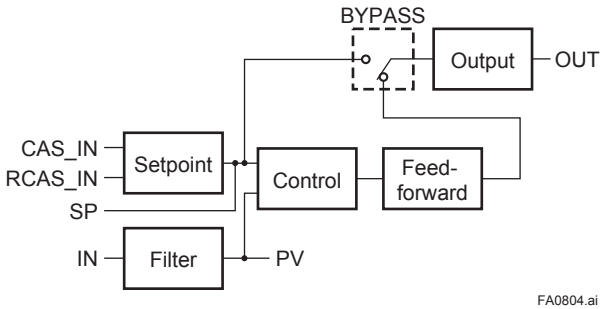 BYPASS
Output
OUT
CAS_IN
RCAS_IN
Setpoint
Control
Feed-
forward
SP
IN
Filter
PV
FA0804.ai